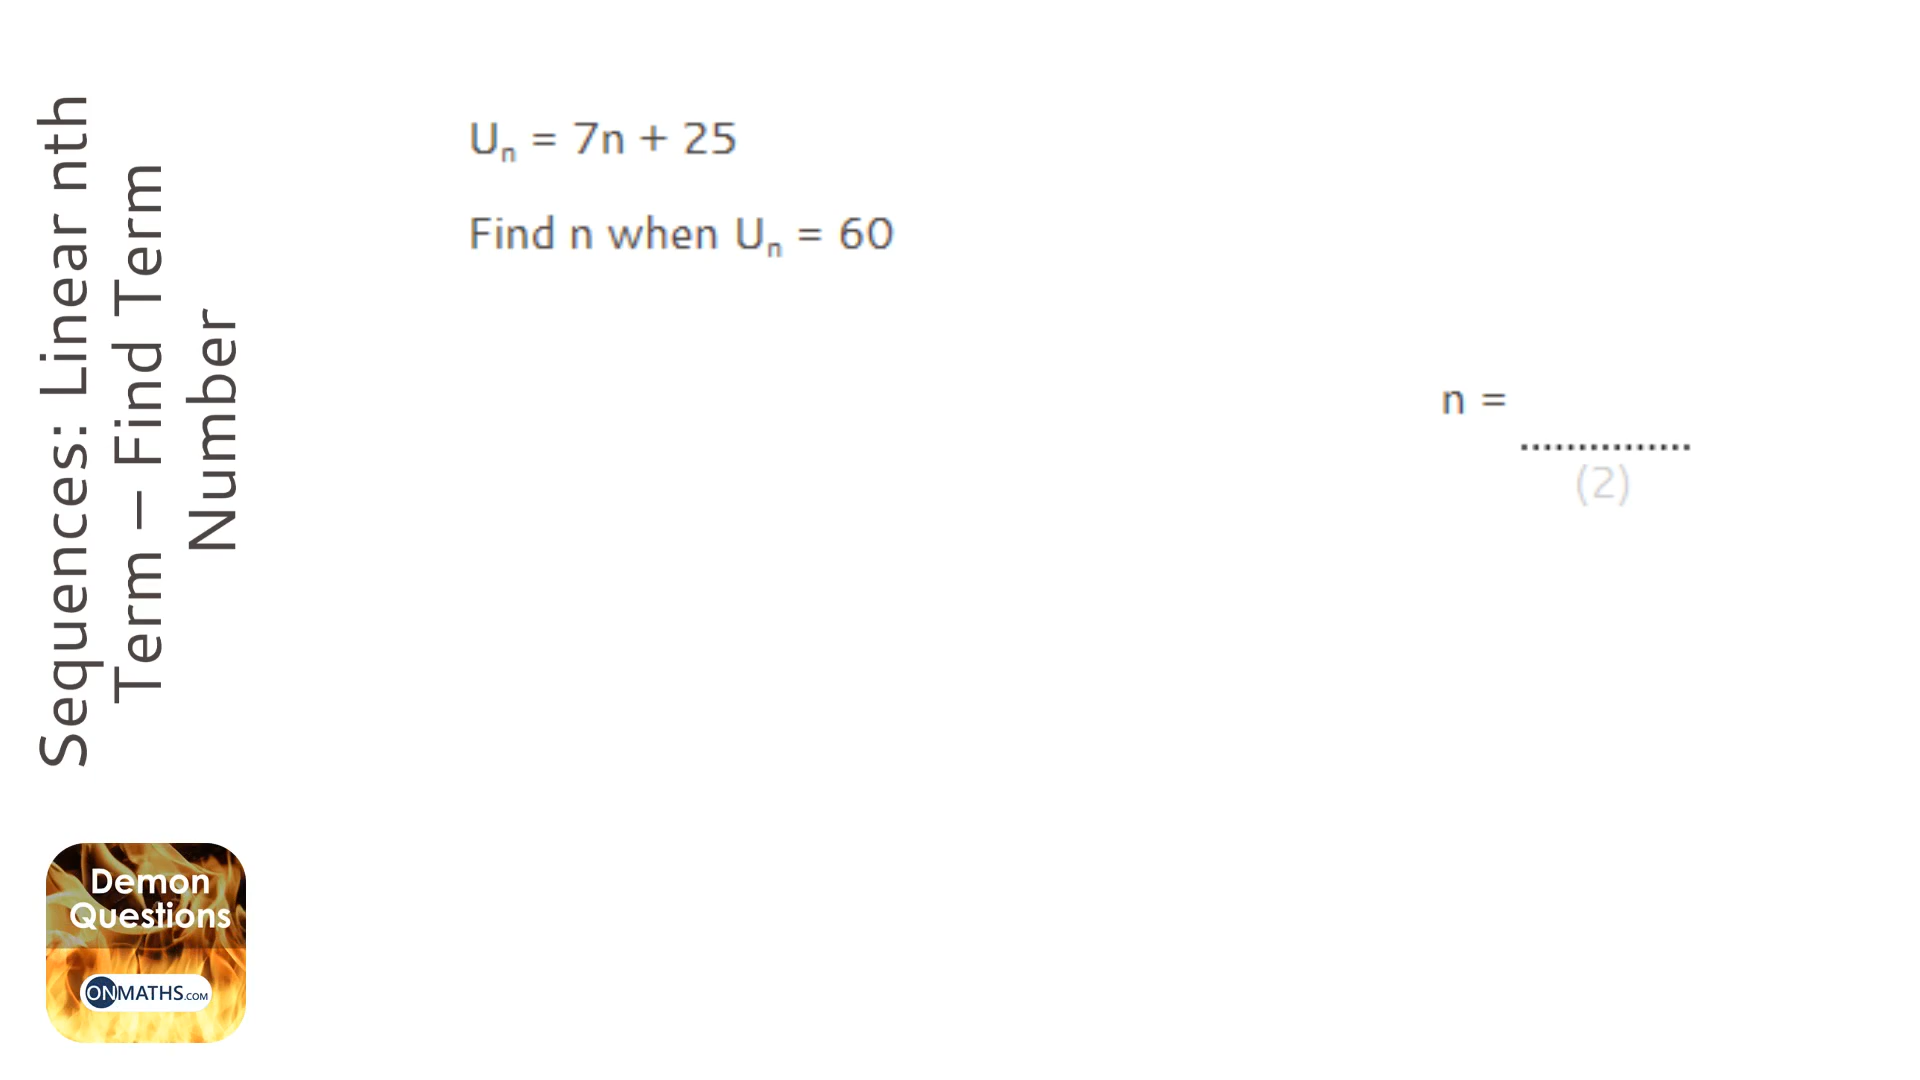 Sequences: Linear nth
Term – Find Term
Number
Uₙ = 7n + 25
Find n when Uₙ = 60
n =
...............
(2)
Demon
Questions
ONMATHS.COM